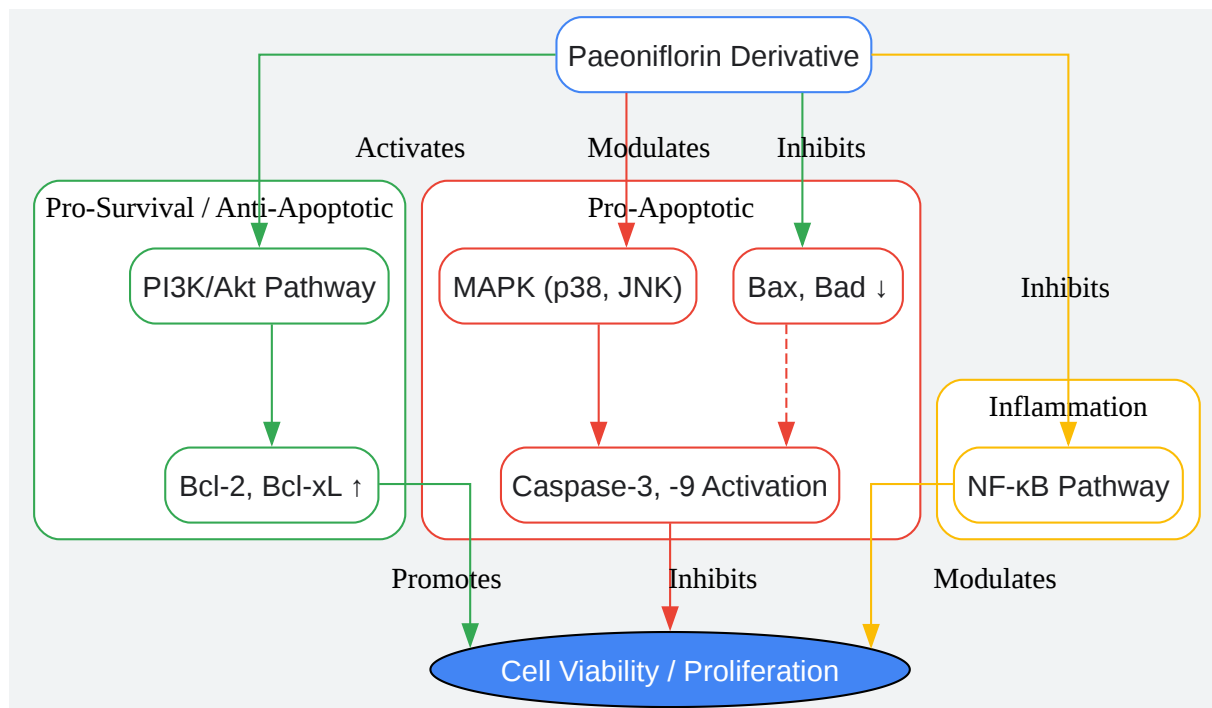 Paeoniflorin Derivative
Activates
Modulates
Inhibits
Pro-Survival / Anti-Apoptotic
Pro-Apoptotic
PI3K/Akt Pathway
MAPK (p38, JNK)
Bax, Bad ↓
Inhibits
Inflammation
Bcl-2, Bcl-xL ↑
Caspase-3, -9 Activation
NF-κB Pathway
Promotes
Inhibits
Modulates
Cell Viability / Proliferation